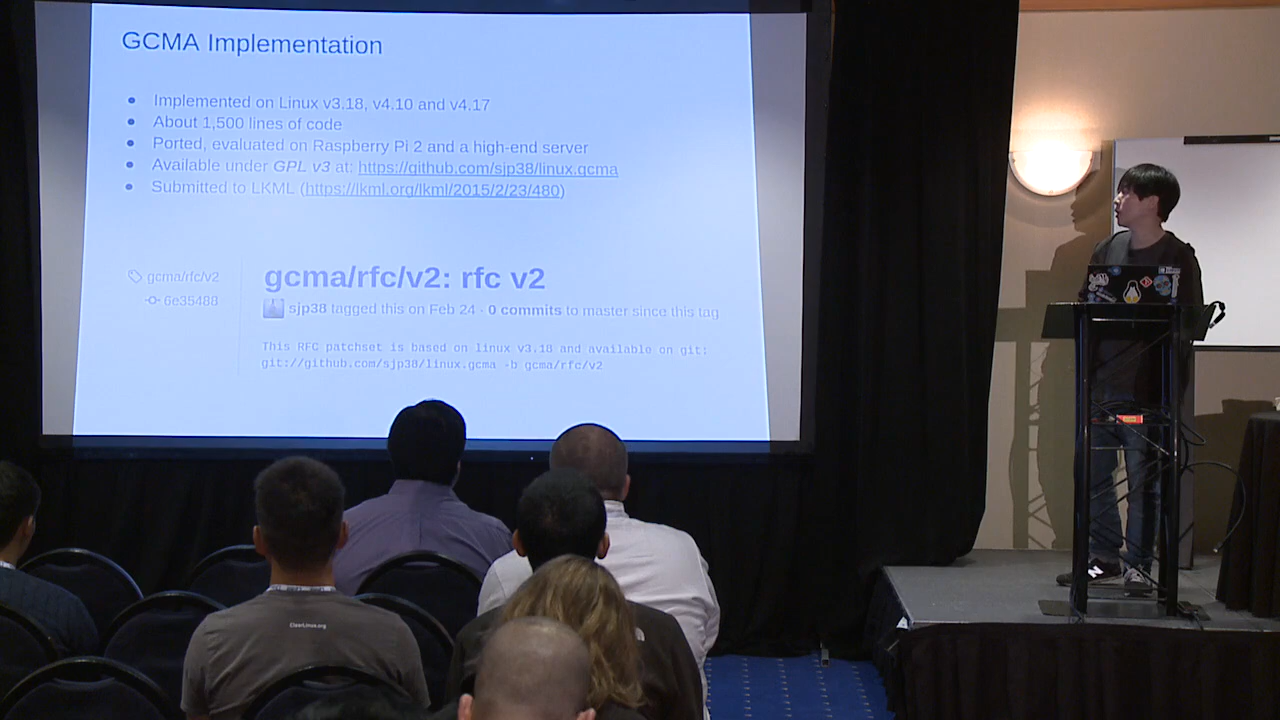 GCMA Implementation
Implemented on Linux v3.18, v4.10 and v4.17
About 1,500 lines of code
Ported, evaluated on Raspberry Pi 2 and a high-end server
Available under GPL v3 at: https://github.com/sjp38/linux.gcma
Submitted to LKML (https://lkml.org/lkml/2015/2/23/480)
gcma/rfc/v2
6e35488
gcma/rfc/v2: rfc v2
sjp38 tagged this on Feb 24 · 0 commits to master since this tag
This RFC patchset is based on linux v3.18 and available on git:
git://github.com/sjp38/linux.gcma -b gcma/rfc/v2
ClearLinux.org